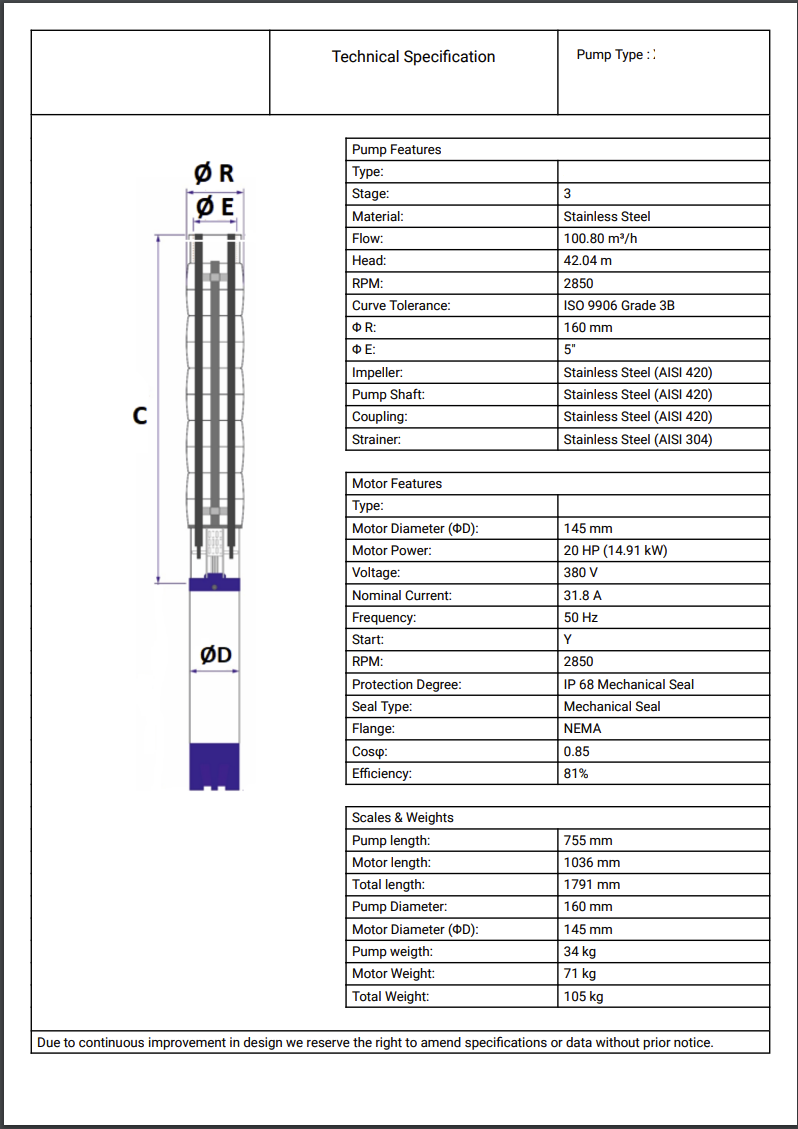 Technical Specification
Pump Type :
Ø R
Ø E
C
ØD
Pump Features
Type:
Stage: 3
Material: Stainless Steel
Flow: 100.80 m³/h
Head: 42.04 m
RPM: 2850
Curve Tolerance: ISO 9906 Grade 3B
Φ R: 160 mm
Φ E: 5"
Impeller: Stainless Steel (AISI 420)
Pump Shaft: Stainless Steel (AISI 420)
Coupling: Stainless Steel (AISI 420)
Strainer: Stainless Steel (AISI 304)
Motor Features
Type:
Motor Diameter (ΦD): 145 mm
Motor Power: 20 HP (14.91 kW)
Voltage: 380 V
Nominal Current: 31.8 A
Frequency: 50 Hz
Start: Y
RPM: 2850
Protection Degree: IP 68 Mechanical Seal
Seal Type: Mechanical Seal
Flange: NEMA
Cosφ: 0.85
Efficiency: 81%
Scales & Weights
Pump length: 755 mm
Motor length: 1036 mm
Total length: 1791 mm
Pump Diameter: 160 mm
Motor Diameter (ΦD): 145 mm
Pump weigth: 34 kg
Motor Weight: 71 kg
Total Weight: 105 kg
Due to continuous improvement in design we reserve the right to amend specifications or data without prior notice.